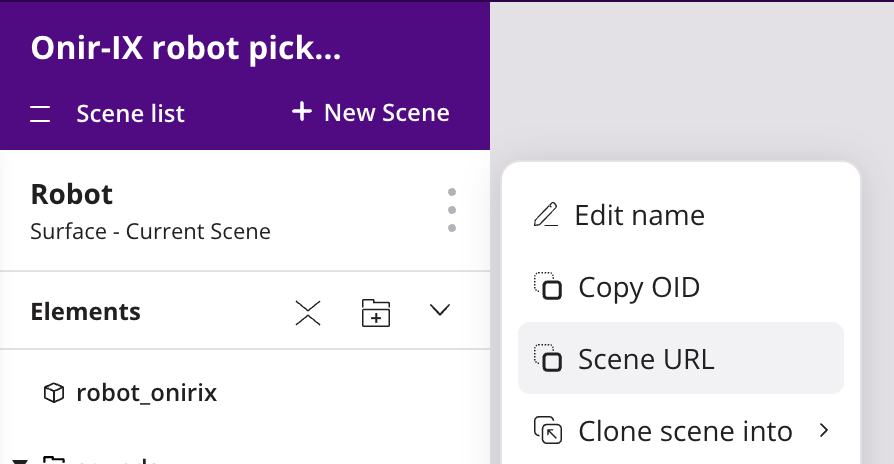 Onir-IX robot pick...
Scene list
+ New Scene
Robot
Surface - Current Scene
Elements
robot_onirix
Edit name
Copy OID
Scene URL
Clone scene into